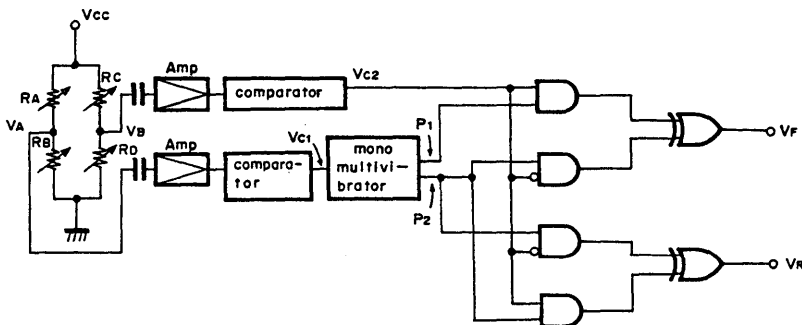 Vcc
RA
RC
VA
VB
RB
RD
Amp
comparator
VC2
Amp
compara-
tor
VC1
mono
multivi-
brator
P1
P2
VF
VR